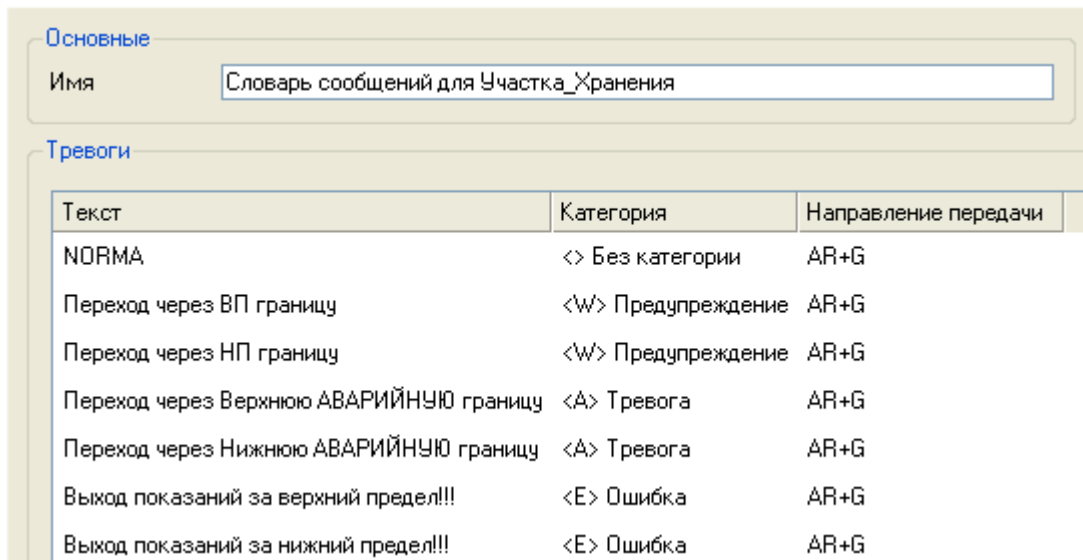 Основные
Имя Словарь сообщений для Участка_Хранения
Тревоги
Текст Категория Направление передачи
NORMA <> Без категории AR+G
Переход через ВП границу <W> Предупреждение AR+G
Переход через НП границу <W> Предупреждение AR+G
Переход через Верхнюю АВАРИЙНУЮ границу <A> Тревога AR+G
Переход через Нижнюю АВАРИЙНУЮ границу <A> Тревога AR+G
Выход показаний за верхний предел!!! <E> Ошибка AR+G
Выход показаний за нижний предел!!! <E> Ошибка AR+G